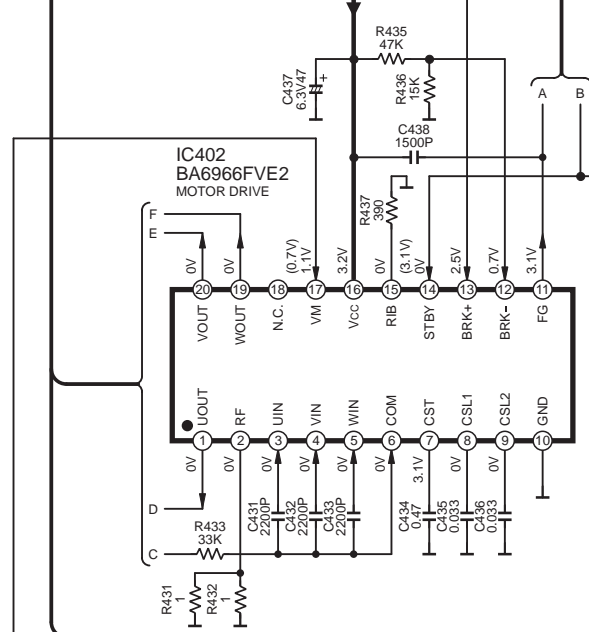 R435
47K
C437
6.3V47
+
R436
15K
A
B
C438
1500P
IC402
BA6966FVE2
MOTOR DRIVE
R437
390
F
E
0V
0V
(0.7V)
1.1V
3.2V
0V
(3.1V)
0V
2.5V
0.7V
3.1V
20
19
18
17
16
15
14
13
12
11
VOUT
WOUT
N.C.
VM
VCC
RIB
STBY
BRK+
BRK-
FG
UOUT
RF
UIN
VIN
WIN
COM
CST
CSL1
CSL2
GND
1
2
3
4
5
6
7
8
9
10
0V
0V
0V
0V
0V
0V
3.1V
0V
0V
C431
2200P
C432
2200P
C433
2200P
C434
0.47
C435
0.033
C436
0.033
D
R433
33K
C
R431
1
R432
1